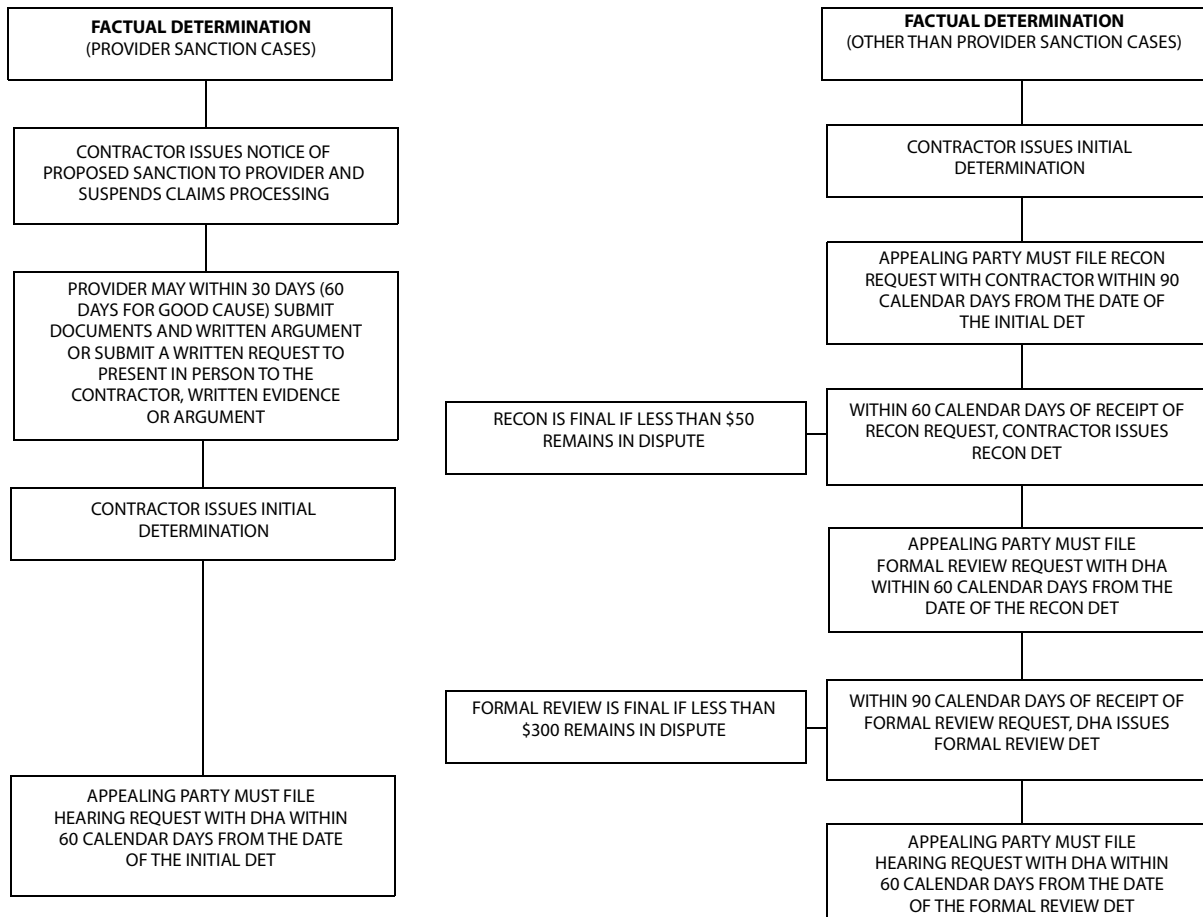 FACTUAL DETERMINATION
(PROVIDER SANCTION CASES)
CONTRACTOR ISSUES NOTICE OF
PROPOSED SANCTION TO PROVIDER AND
SUSPENDS CLAIMS PROCESSING
PROVIDER MAY WITHIN 30 DAYS (60
DAYS FOR GOOD CAUSE) SUBMIT
DOCUMENTS AND WRITTEN ARGUMENT
OR SUBMIT A WRITTEN REQUEST TO
PRESENT IN PERSON TO THE
CONTRACTOR, WRITTEN EVIDENCE
OR ARGUMENT
CONTRACTOR ISSUES INITIAL
DETERMINATION
APPEALING PARTY MUST FILE
HEARING REQUEST WITH DHA WITHIN
60 CALENDAR DAYS FROM THE DATE
OF THE INITIAL DET
FACTUAL DETERMINATION
(OTHER THAN PROVIDER SANCTION CASES)
CONTRACTOR ISSUES INITIAL
DETERMINATION
APPEALING PARTY MUST FILE RECON
REQUEST WITH CONTRACTOR WITHIN 90
CALENDAR DAYS FROM THE DATE OF
THE INITIAL DET
RECON IS FINAL IF LESS THAN $50
REMAINS IN DISPUTE
WITHIN 60 CALENDAR DAYS OF RECEIPT OF
RECON REQUEST, CONTRACTOR ISSUES
RECON DET
APPEALING PARTY MUST FILE
FORMAL REVIEW REQUEST WITH DHA
WITHIN 60 CALENDAR DAYS FROM THE
DATE OF THE RECON DET
FORMAL REVIEW IS FINAL IF LESS THAN
$300 REMAINS IN DISPUTE
WITHIN 90 CALENDAR DAYS OF RECEIPT OF
FORMAL REVIEW REQUEST, DHA ISSUES
FORMAL REVIEW DET
APPEALING PARTY MUST FILE
HEARING REQUEST WITH DHA WITHIN
60 CALENDAR DAYS FROM THE DATE
OF THE FORMAL REVIEW DET